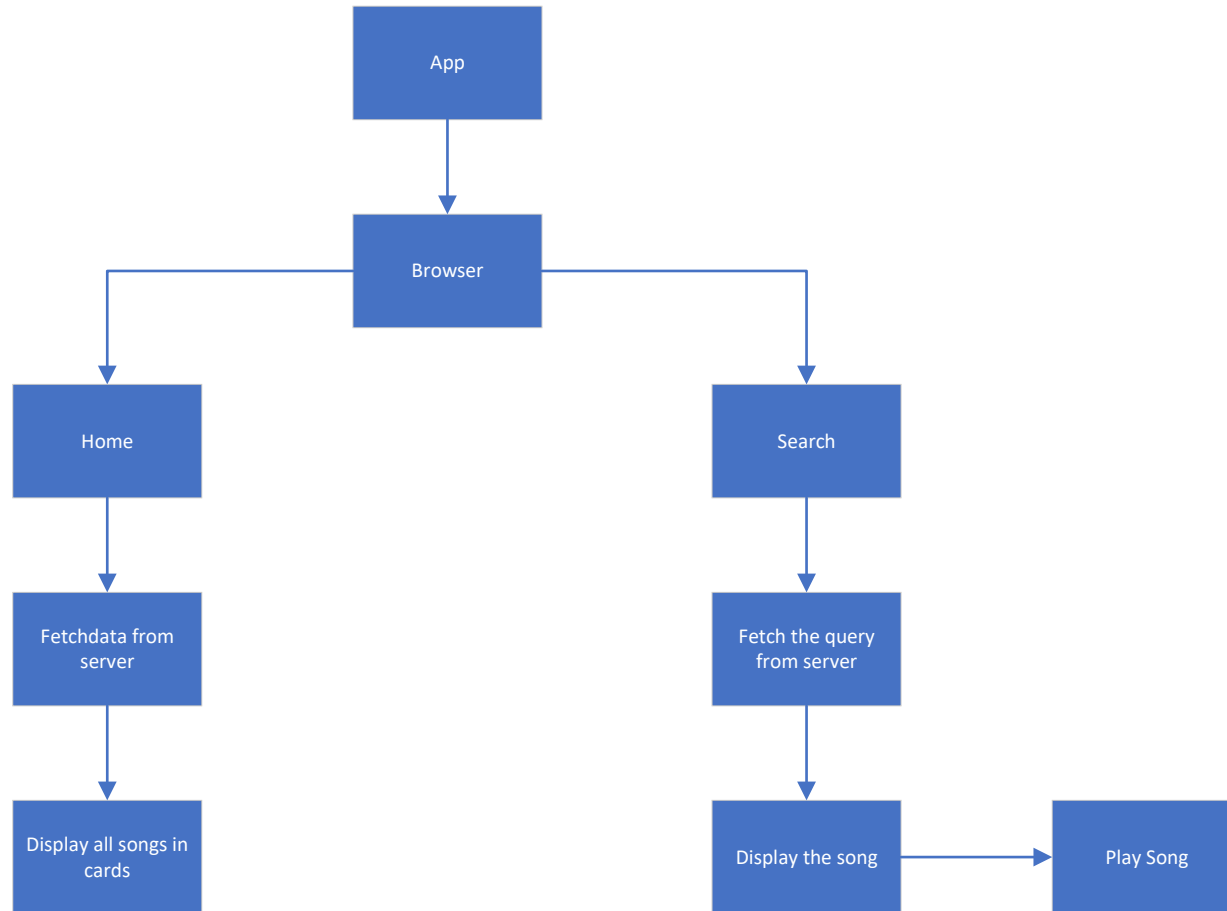 App
Browser
Home
Search
Fetchdata from
server
Fetch the query
from server
Display all songs in
cards
Display the song
Play Song